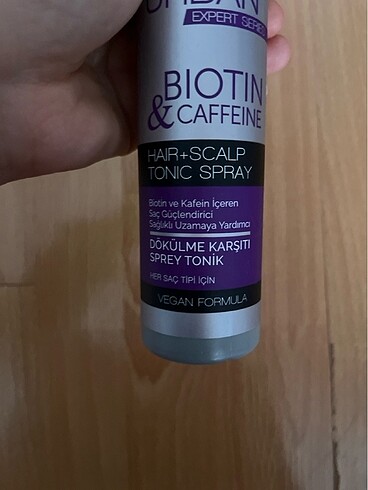 URBAN
EXPERT SERIES
BIOTIN
& CAFFEINE
HAIR+SCALP
TONIC SPRAY
Biotin ve Kafein İçeren
Saç Güçlendirici
Sağlıklı Uzamaya Yardımcı
DÖKÜLME KARŞITI
SPREY TONİK
HER SAÇ TİPİ İÇİN
VEGAN FORMULA